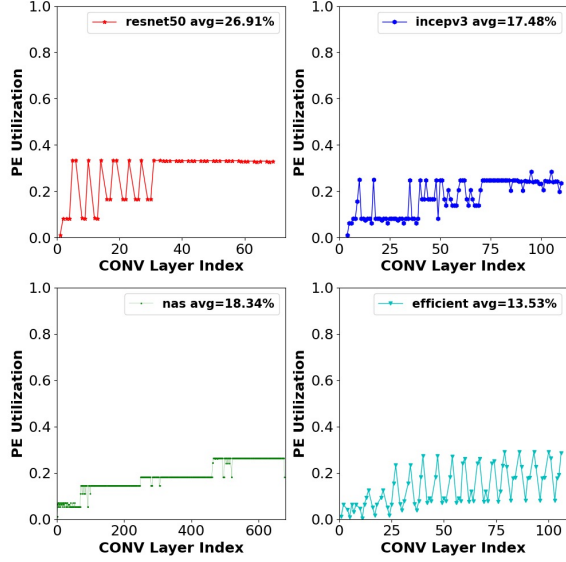 resnet50 avg=26.91%
PE Utilization
1.0
0.8
0.6
0.4
0.2
0.0
0 20 40 60
CONV Layer Index
incepv3 avg=17.48%
PE Utilization
1.0
0.8
0.6
0.4
0.2
0.0
0 25 50 75 100
CONV Layer Index
nas avg=18.34%
PE Utilization
1.0
0.8
0.6
0.4
0.2
0.0
0 200 400 600
CONV Layer Index
efficient avg=13.53%
PE Utilization
1.0
0.8
0.6
0.4
0.2
0.0
0 25 50 75 100
CONV Layer Index